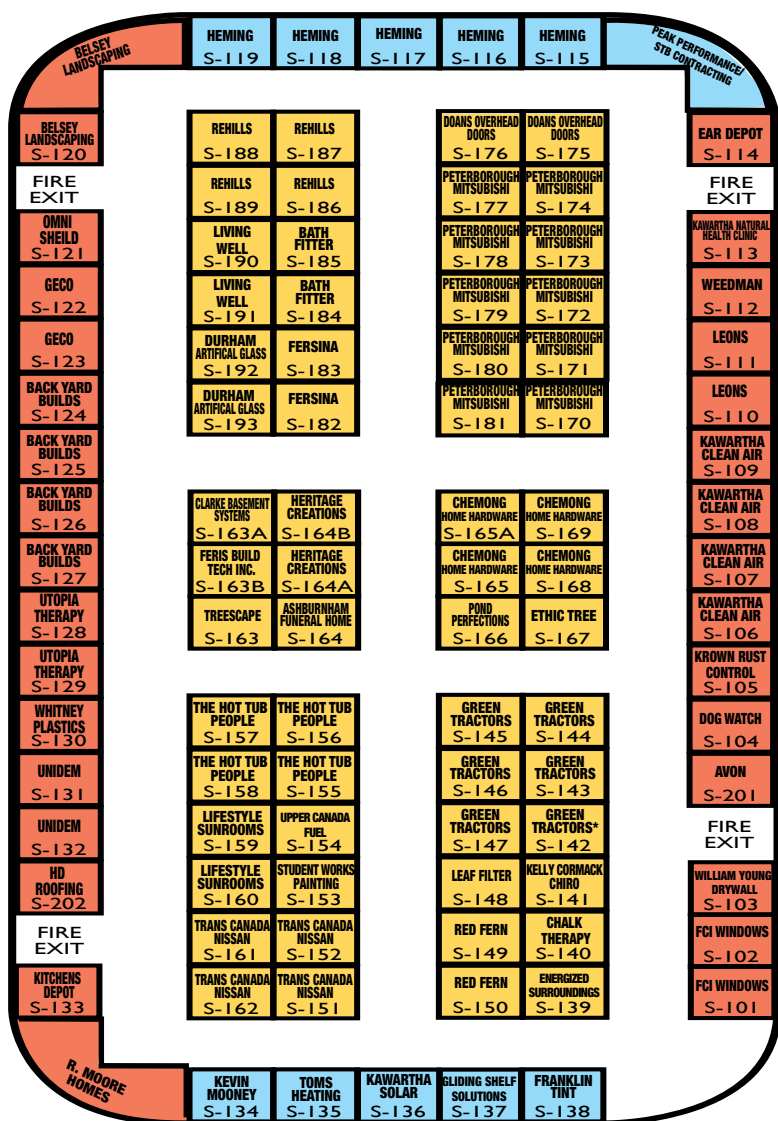 BELSEY
LANDSCAPING
HEMING
S-119
HEMING
S-118
HEMING
S-117
HEMING
S-116
HEMING
S-115
PEAK PERFORMANCE/
STB CONTRACTING
BELSEY
LANDSCAPING
S-120
FIRE
EXIT
OMNI
SHEILD
S-121
GECO
S-122
GECO
S-123
BACK YARD
BUILDS
S-124
BACK YARD
BUILDS
S-125
BACK YARD
BUILDS
S-126
BACK YARD
BUILDS
S-127
UTOPIA
THERAPY
S-128
UTOPIA
THERAPY
S-129
WHITNEY
PLASTICS
S-130
UNIDEM
S-131
UNIDEM
S-132
HD
ROOFING
S-202
FIRE
EXIT
KITCHENS
DEPOT
S-133
R. MOORE
HOMES
REHILLS
S-188
REHILLS
S-187
REHILLS
S-189
REHILLS
S-186
LIVING
WELL
S-190
BATH
FITTER
S-185
LIVING
WELL
S-191
BATH
FITTER
S-184
DURHAM
ARTIFICAL GLASS
S-192
FERSINA
S-183
DURHAM
ARTIFICAL GLASS
S-193
FERSINA
S-182
DOANS OVERHEAD
DOORS
S-176
DOANS OVERHEAD
DOORS
S-175
PETERBOROUGH
MITSUBISHI
S-177
PETERBOROUGH
MITSUBISHI
S-174
PETERBOROUGH
MITSUBISHI
S-178
PETERBOROUGH
MITSUBISHI
S-173
PETERBOROUGH
MITSUBISHI
S-179
PETERBOROUGH
MITSUBISHI
S-172
PETERBOROUGH
MITSUBISHI
S-180
PETERBOROUGH
MITSUBISHI
S-171
PETERBOROUGH
MITSUBISHI
S-181
PETERBOROUGH
MITSUBISHI
S-170
CLARKE BASEMENT
SYSTEMS
S-163A
HERITAGE
CREATIONS
S-164B
FERIS BUILD
TECH INC.
S-163B
HERITAGE
CREATIONS
S-164A
TREESCAPE
S-163
ASHBURNHAM
FUNERAL HOME
S-164
CHEMONG
HOME HARDWARE
S-165A
CHEMONG
HOME HARDWARE
S-169
CHEMONG
HOME HARDWARE
S-165
CHEMONG
HOME HARDWARE
S-168
POND
PERFECTIONS
S-166
ETHIC TREE
S-167
THE HOT TUB
PEOPLE
S-157
THE HOT TUB
PEOPLE
S-156
THE HOT TUB
PEOPLE
S-158
THE HOT TUB
PEOPLE
S-155
LIFESTYLE
SUNROOMS
S-159
UPPER CANADA
FUEL
S-154
LIFESTYLE
SUNROOMS
S-160
STUDENT WORKS
PAINTING
S-153
TRANS CANADA
NISSAN
S-161
TRANS CANADA
NISSAN
S-152
TRANS CANADA
NISSAN
S-162
TRANS CANADA
NISSAN
S-151
GREEN
TRACTORS
S-145
GREEN
TRACTORS
S-144
GREEN
TRACTORS
S-146
GREEN
TRACTORS
S-143
GREEN
TRACTORS
S-147
GREEN
TRACTORS*
S-142
LEAF FILTER
S-148
KELLY CORMACK
CHIRO
S-141
RED FERN
S-149
CHALK
THERAPY
S-140
RED FERN
S-150
ENERGIZED
SURROUNDINGS
S-139
EAR DEPOT
S-114
FIRE
EXIT
KAWARTHA NATURAL
HEALTH CLINIC
S-113
WEEDMAN
S-112
LEONS
S-111
LEONS
S-110
KAWARTHA
CLEAN AIR
S-109
KAWARTHA
CLEAN AIR
S-108
KAWARTHA
CLEAN AIR
S-107
KAWARTHA
CLEAN AIR
S-106
KROWN RUST
CONTROL
S-105
DOG WATCH
S-104
AVON
S-201
FIRE
EXIT
WILLIAM YOUNG
DRYWALL
S-103
FCI WINDOWS
S-102
FCI WINDOWS
S-101
KEVIN
MOONEY
S-134
TOMS
HEATING
S-135
KAWARTHA
SOLAR
S-136
GLIDING SHELF
SOLUTIONS
S-137
FRANKLIN
TINT
S-138